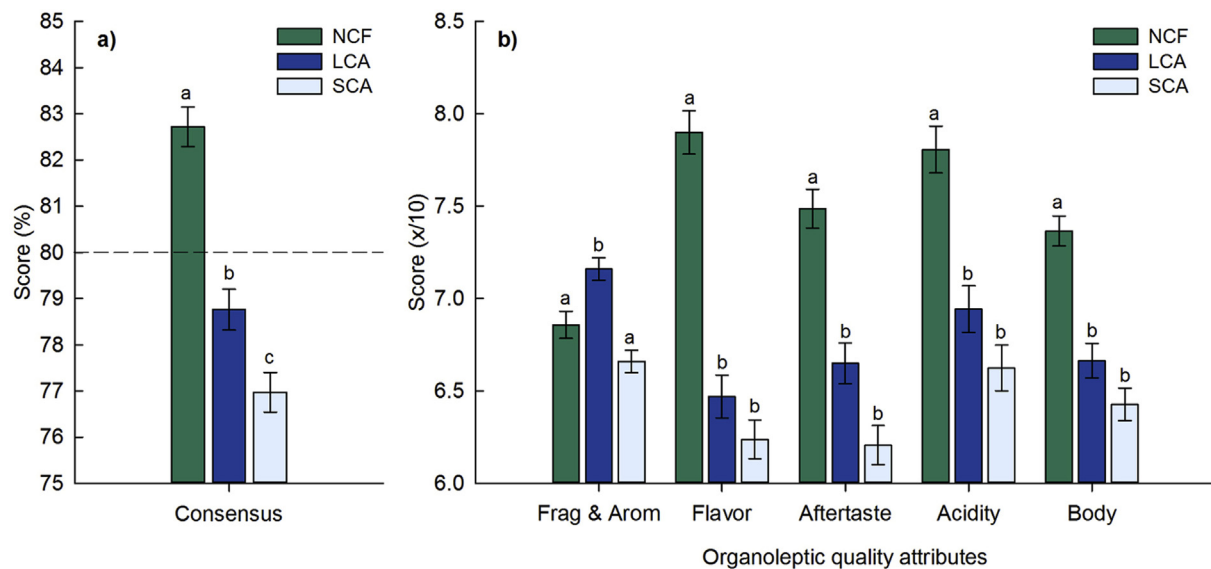 a)
NCF
LCA
SCA
Score (%)
85
84
83
82
81
80
79
78
77
76
75
a
b
c
Consensus
b)
NCF
LCA
SCA
Score (x/10)
8.5
8.0
7.5
7.0
6.5
6.0
a
b
a
a
b
b
a
b
b
a
b
b
a
b
b
Frag & Arom Flavor Aftertaste Acidity Body
Organoleptic quality attributes